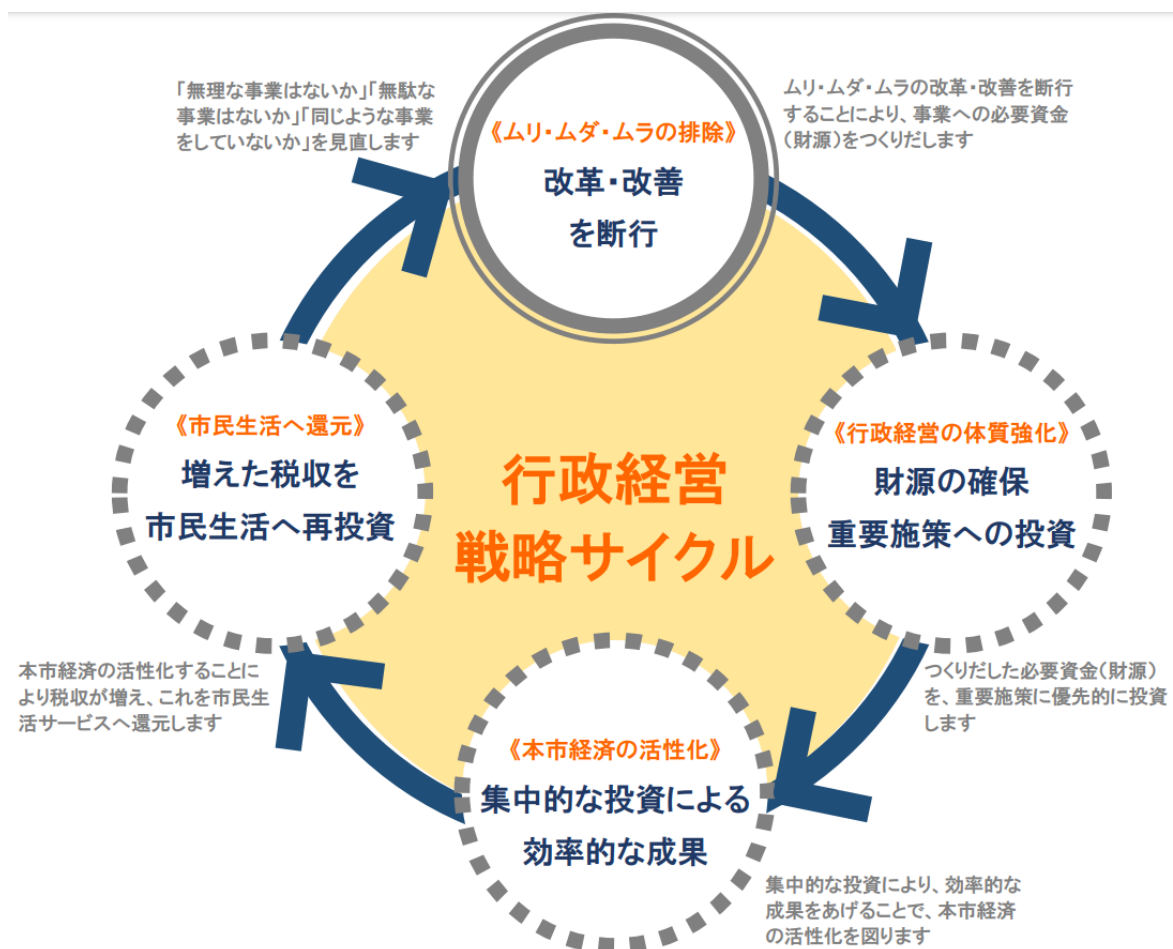 「無理な事業はないか」「無駄な
事業はないか」「同じような事業
をしていないか」を見直します
《ムリ・ムダ・ムラの排除》
改革・改善
を断行
ムリ・ムダ・ムラの改革・改善を断行
することにより、事業への必要資金
(財源)をつくりだします
《行政経営の体質強化》
財源の確保
重要施策への投資
つくりだした必要資金(財源)
を、重要施策に優先的に投資
します
《本市経済の活性化》
集中的な投資による
効率的な成果
集中的な投資により、効率的な
成果をあげることで、本市経済
の活性化を図ります
《市民生活へ還元》
増えた税収を
市民生活へ再投資
本市経済の活性化することに
より税収が増え、これを市民生
活サービスへ還元します
行政経営
戦略サイクル